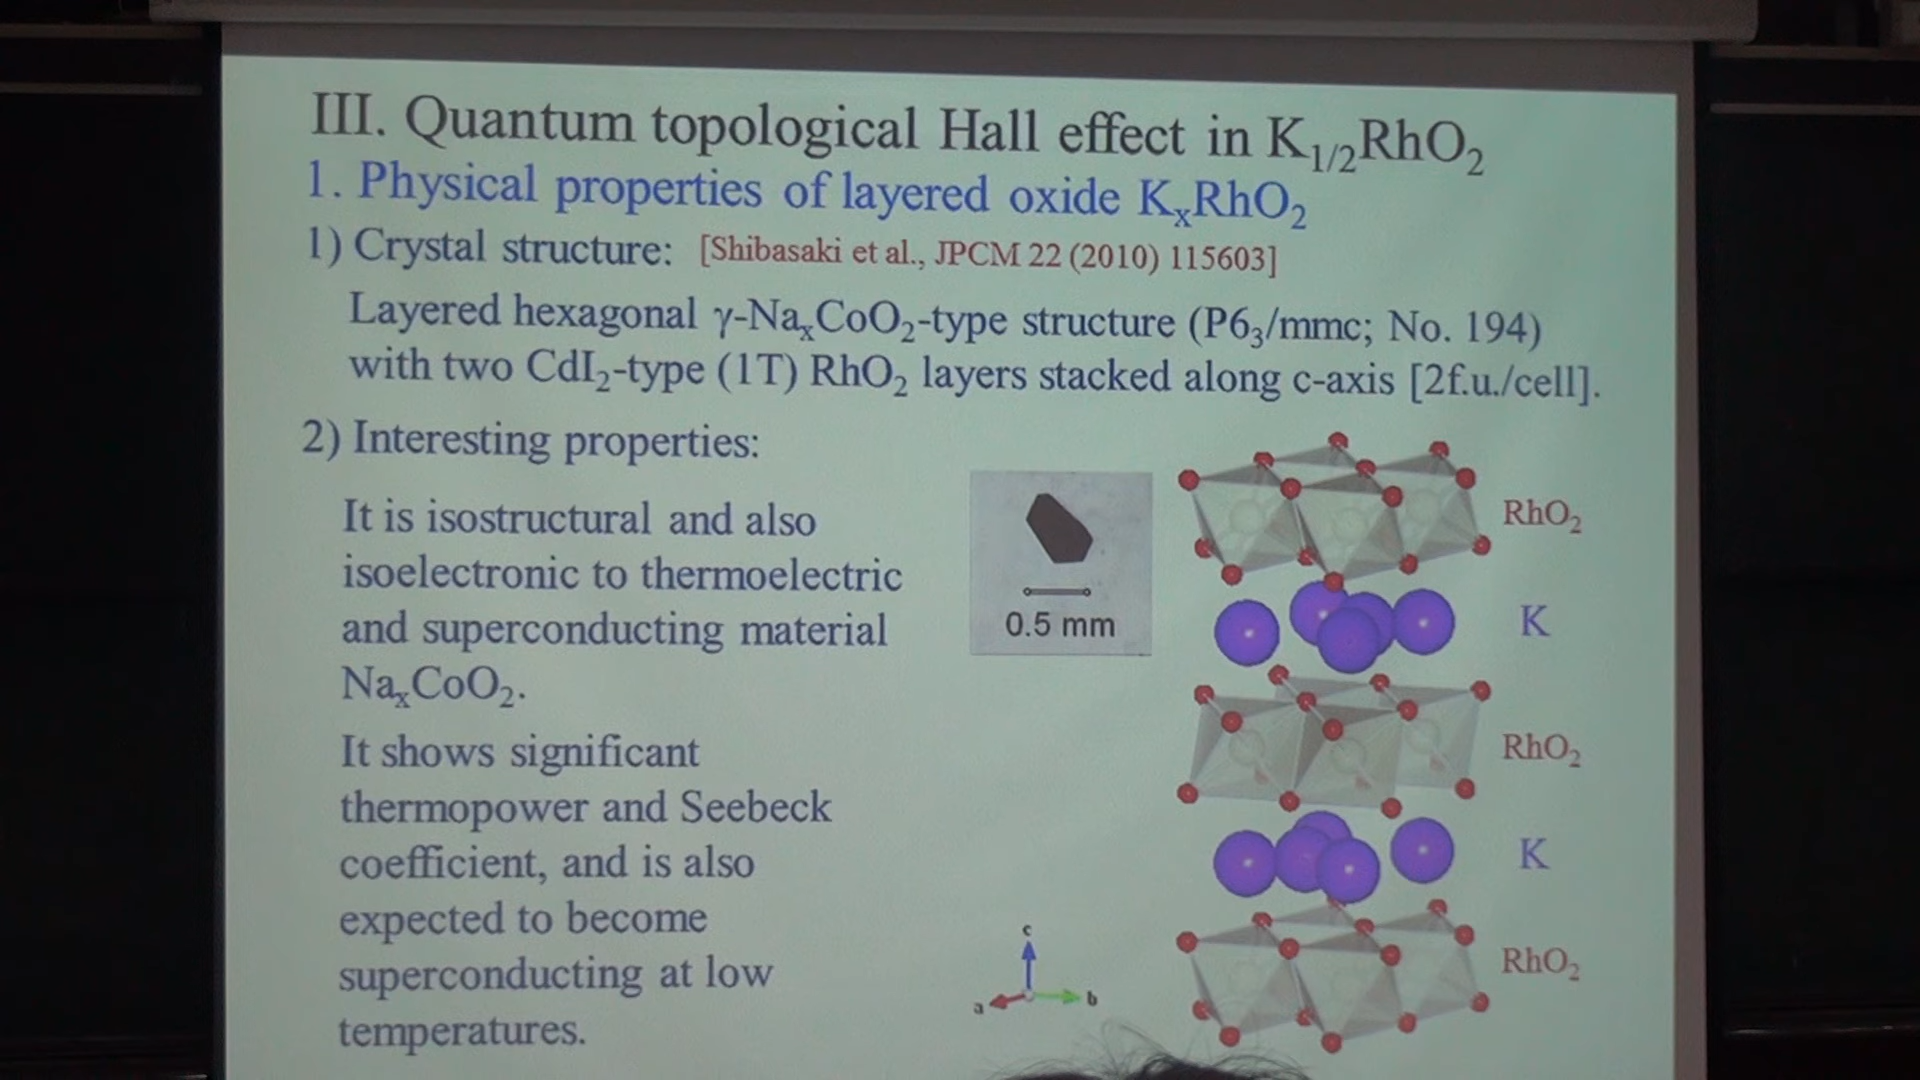 III. Quantum topological Hall effect in K₁/₂RhO₂
1. Physical properties of layered oxide KₓRhO₂
1) Crystal structure: [Shibasaki et al., JPCM 22 (2010) 115603]
Layered hexagonal γ-NaₓCoO₂-type structure (P6₃/mmc; No. 194)
with two CdI₂-type (1T) RhO₂ layers stacked along c-axis [2f.u./cell].
2) Interesting properties:
It is isostructural and also
isoelectronic to thermoelectric
and superconducting material
NaₓCoO₂.
It shows significant
thermopower and Seebeck
coefficient, and is also
expected to become
superconducting at low
temperatures.
0.5 mm
RhO₂
K
RhO₂
K
RhO₂
c
a
b